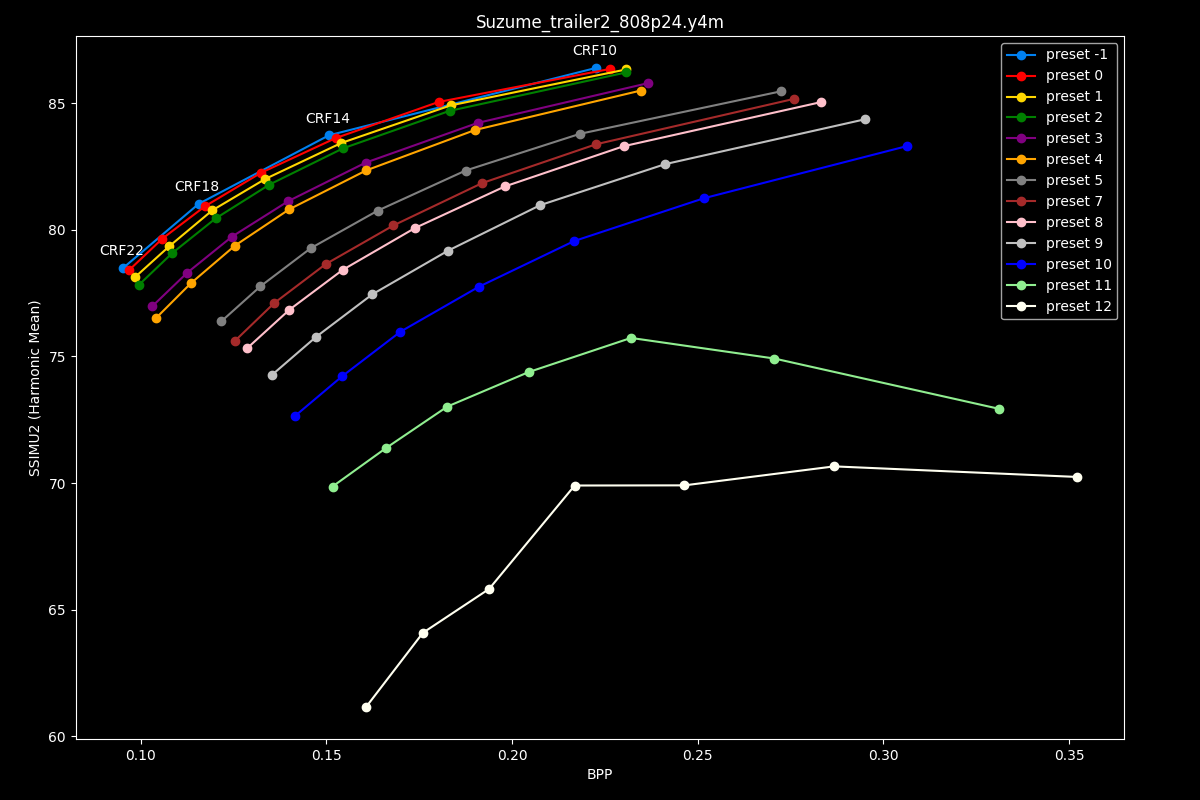 Suzume_trailer2_808p24.y4m
CRF10
CRF14
CRF18
CRF22
preset -1
preset 0
preset 1
preset 2
preset 3
preset 4
preset 5
preset 7
preset 8
preset 9
preset 10
preset 11
preset 12
SSIMU2 (Harmonic Mean)
85
80
75
70
65
60
0.10
0.15
0.20
0.25
0.30
0.35
BPP